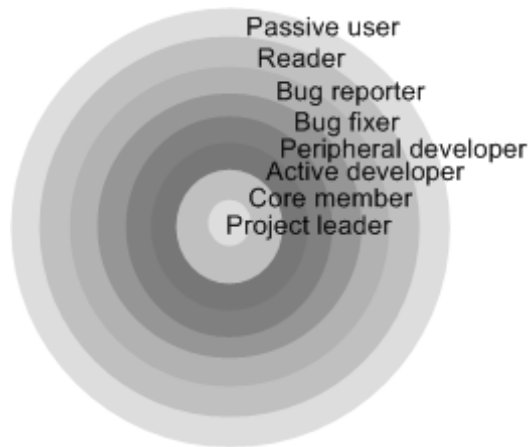 Passive user
Reader
Bug reporter
Bug fixer
Peripheral developer
Active developer
Core member
Project leader